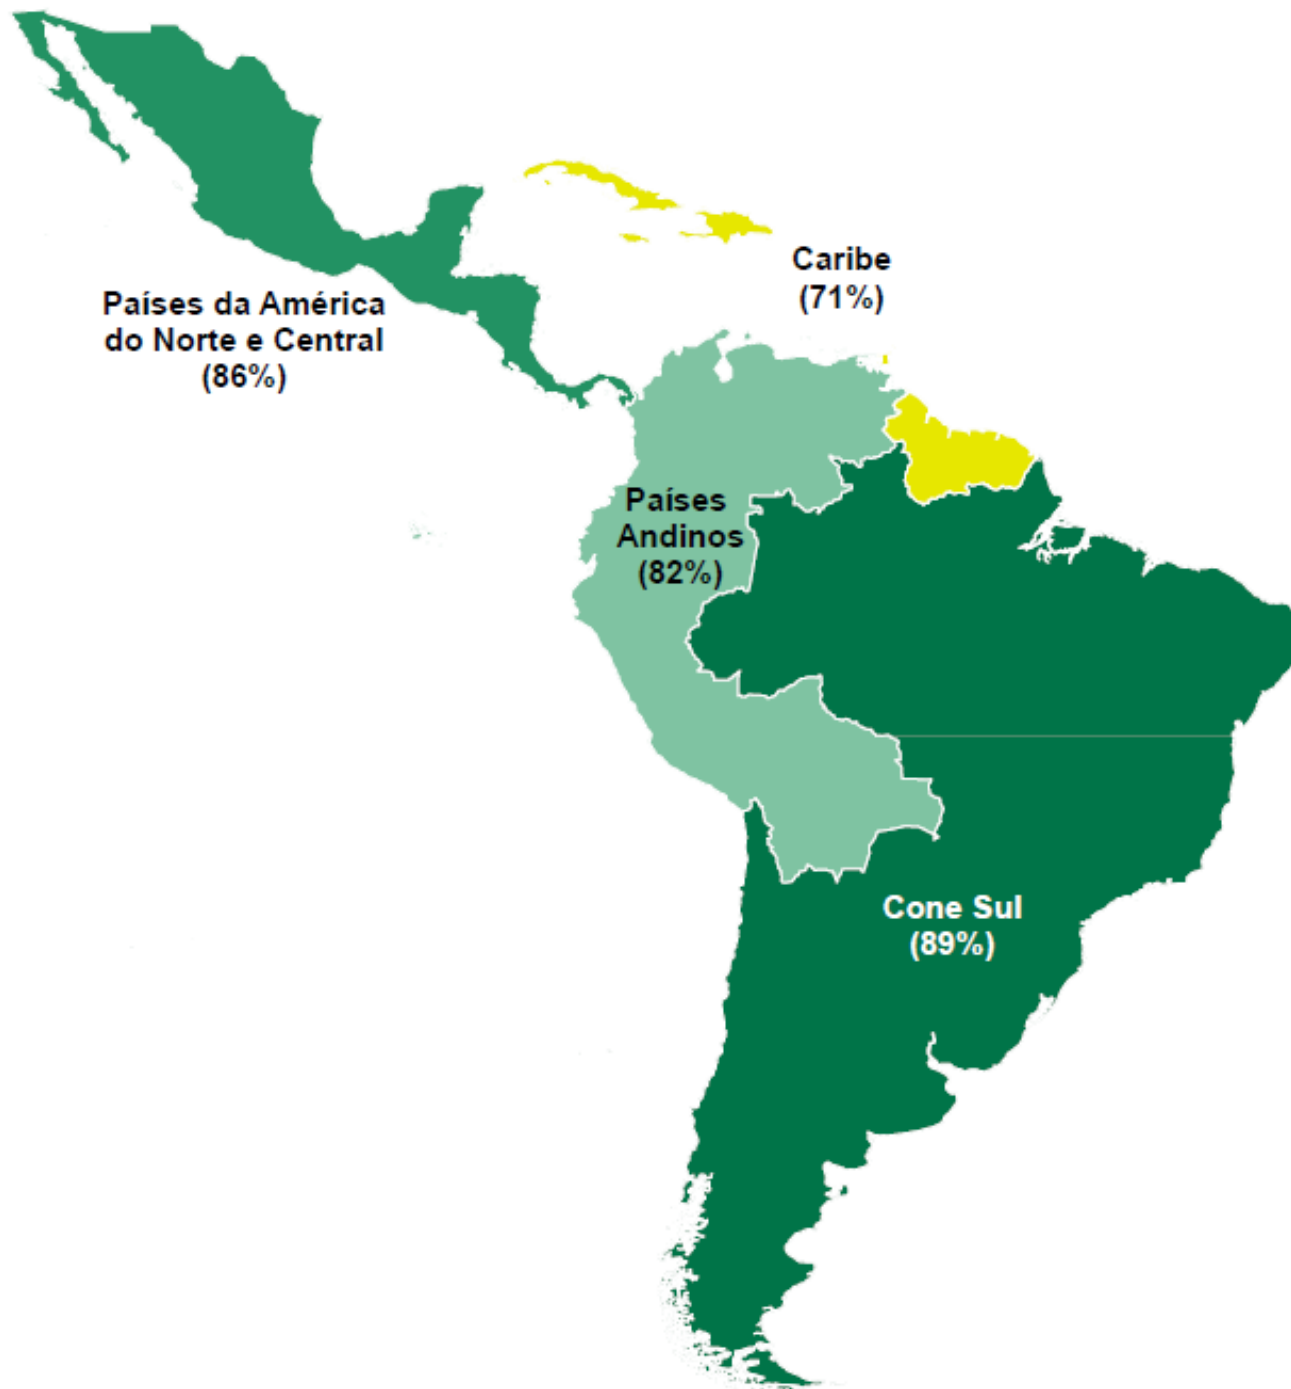 Caribe
(71%)
Países da América
do Norte e Central
(86%)
Países
Andinos
(82%)
Cone Sul
(89%)